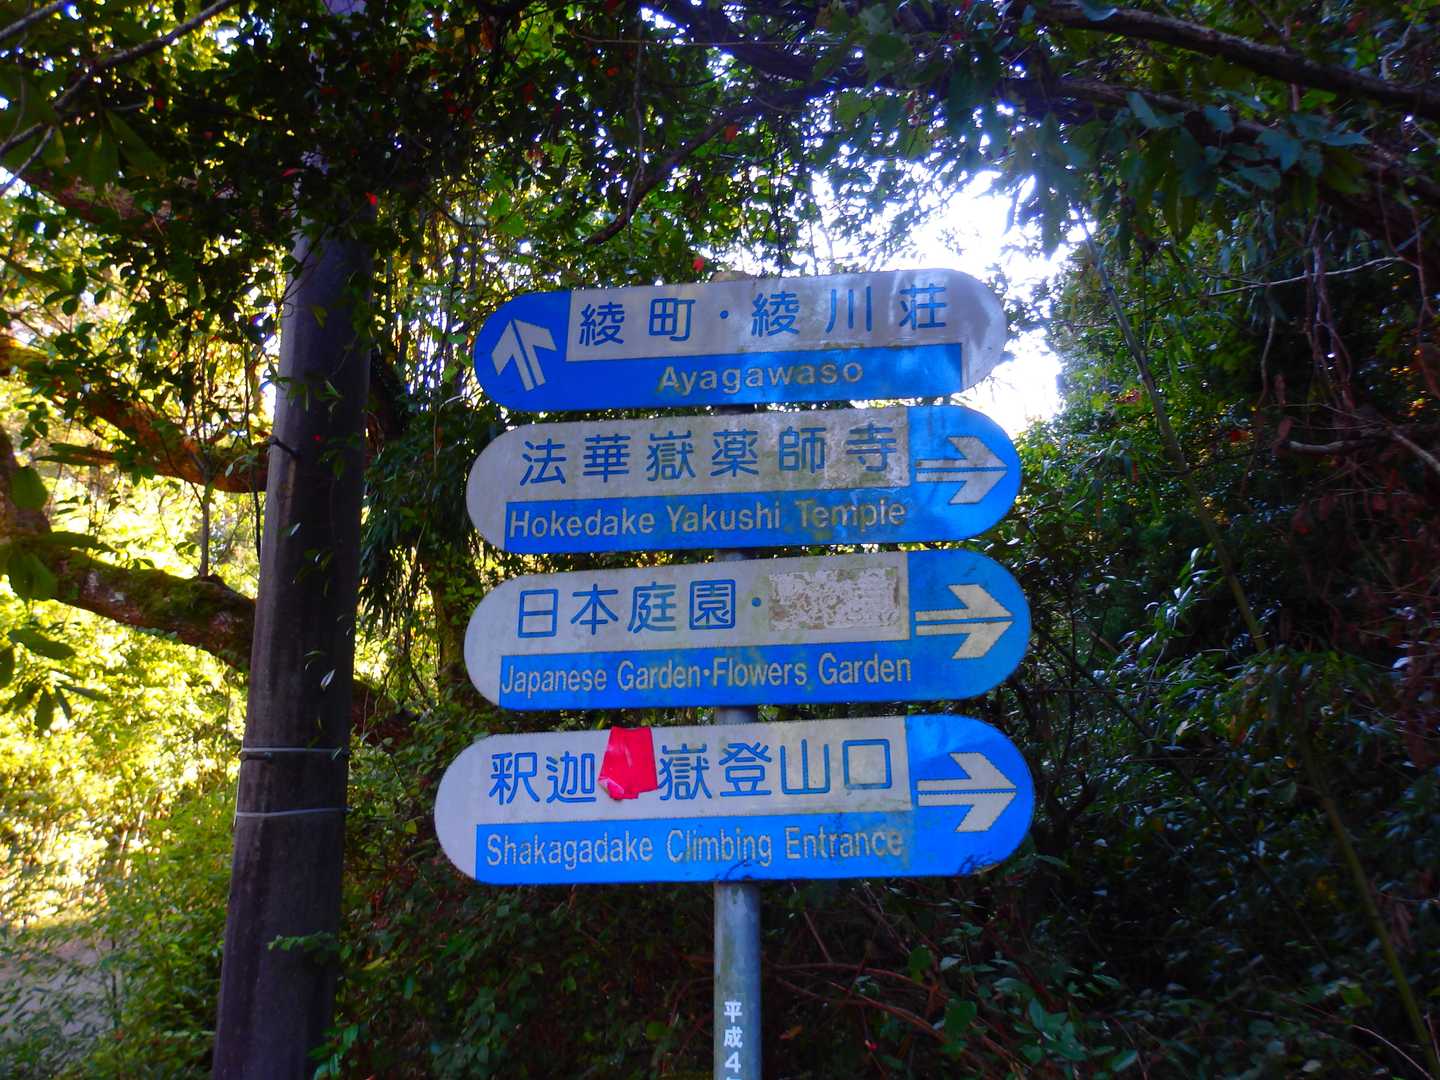 綾町・綾川荘
Ayagawaso
法華嶽薬師寺
Hokedake Yakushi Temple
日本庭園・
Japanese Garden・Flowers Garden
釈迦嶽登山口
Shakagadake Climbing Entrance
平成4